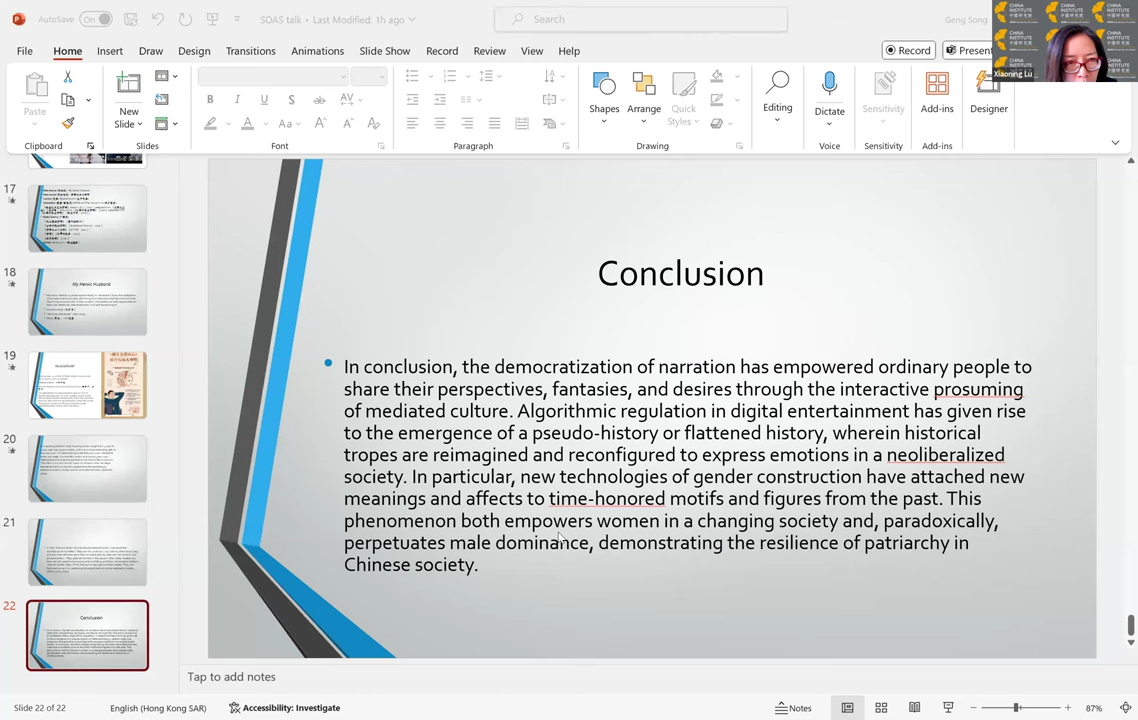 AutoSave On SOAS talk • Last Modified: 1h ago Search Geng Song
File Home Insert Draw Design Transitions Animations Slide Show Record Review View Help Record Present
CHINA INSTITUTE
中國研究院
Xiaoning Lu
Paste New Slide Shapes Arrange Quick Styles Editing Dictate Sensitivity Add-ins Designer
Clipboard Slides Font Paragraph Drawing Voice Sensitivity Add-ins
17
18
My Heroic Husband
19
20
21
22
Conclusion
Conclusion
In conclusion, the democratization of narration has empowered ordinary people to
share their perspectives, fantasies, and desires through the interactive prosuming
of mediated culture. Algorithmic regulation in digital entertainment has given rise
to the emergence of a pseudo-history or flattened history, wherein historical
tropes are reimagined and reconfigured to express emotions in a neoliberalized
society. In particular, new technologies of gender construction have attached new
meanings and affects to time-honored motifs and figures from the past. This
phenomenon both empowers women in a changing society and, paradoxically,
perpetuates male dominance, demonstrating the resilience of patriarchy in
Chinese society.
Tap to add notes
Slide 22 of 22 English (Hong Kong SAR) Accessibility: Investigate Notes 87%